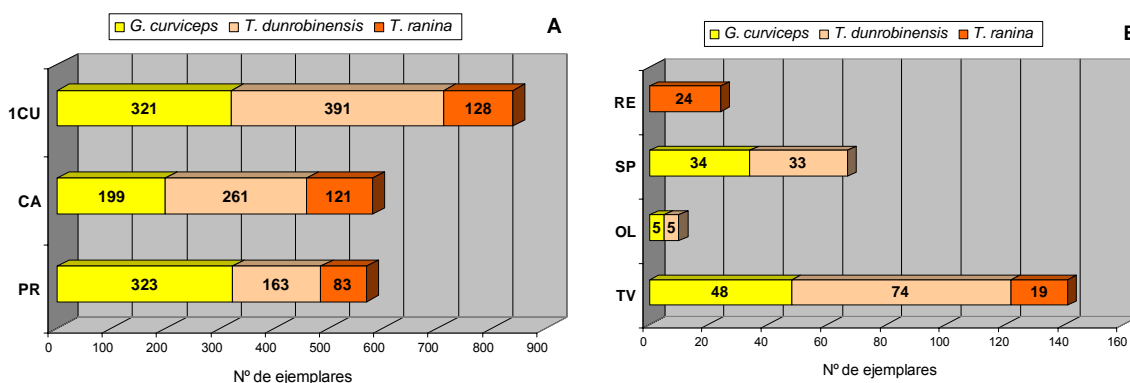 G. curviceps T. dunrobinensis T. ranina
A
1CU 321 391 128
CA 199 261 121
PR 323 163 83
0 100 200 300 400 500 600 700 800 900
Nº de ejemplares
G. curviceps T. dunrobinensis T. ranina
RE 24
SP 34 33
OL 5 5
TV 48 74 19
0 20 40 60 80 100 120 140 160
Nº de ejemplares